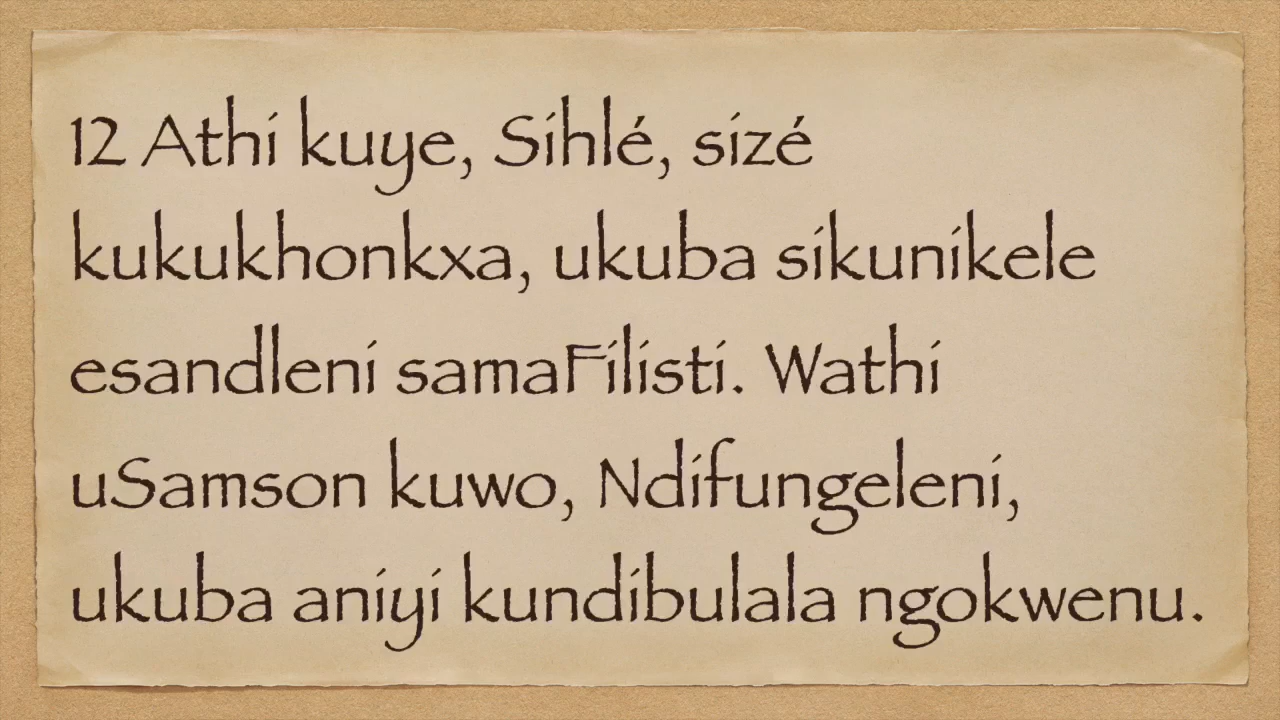 12 Athi kuye, Sihlé, sizé
kukukhonkxa, ukuba sikunikele
esandleni samaFilisti. Wathi
uSamson kuwo, Ndifungeleni,
ukuba aniyi kundibulala ngokwenu.